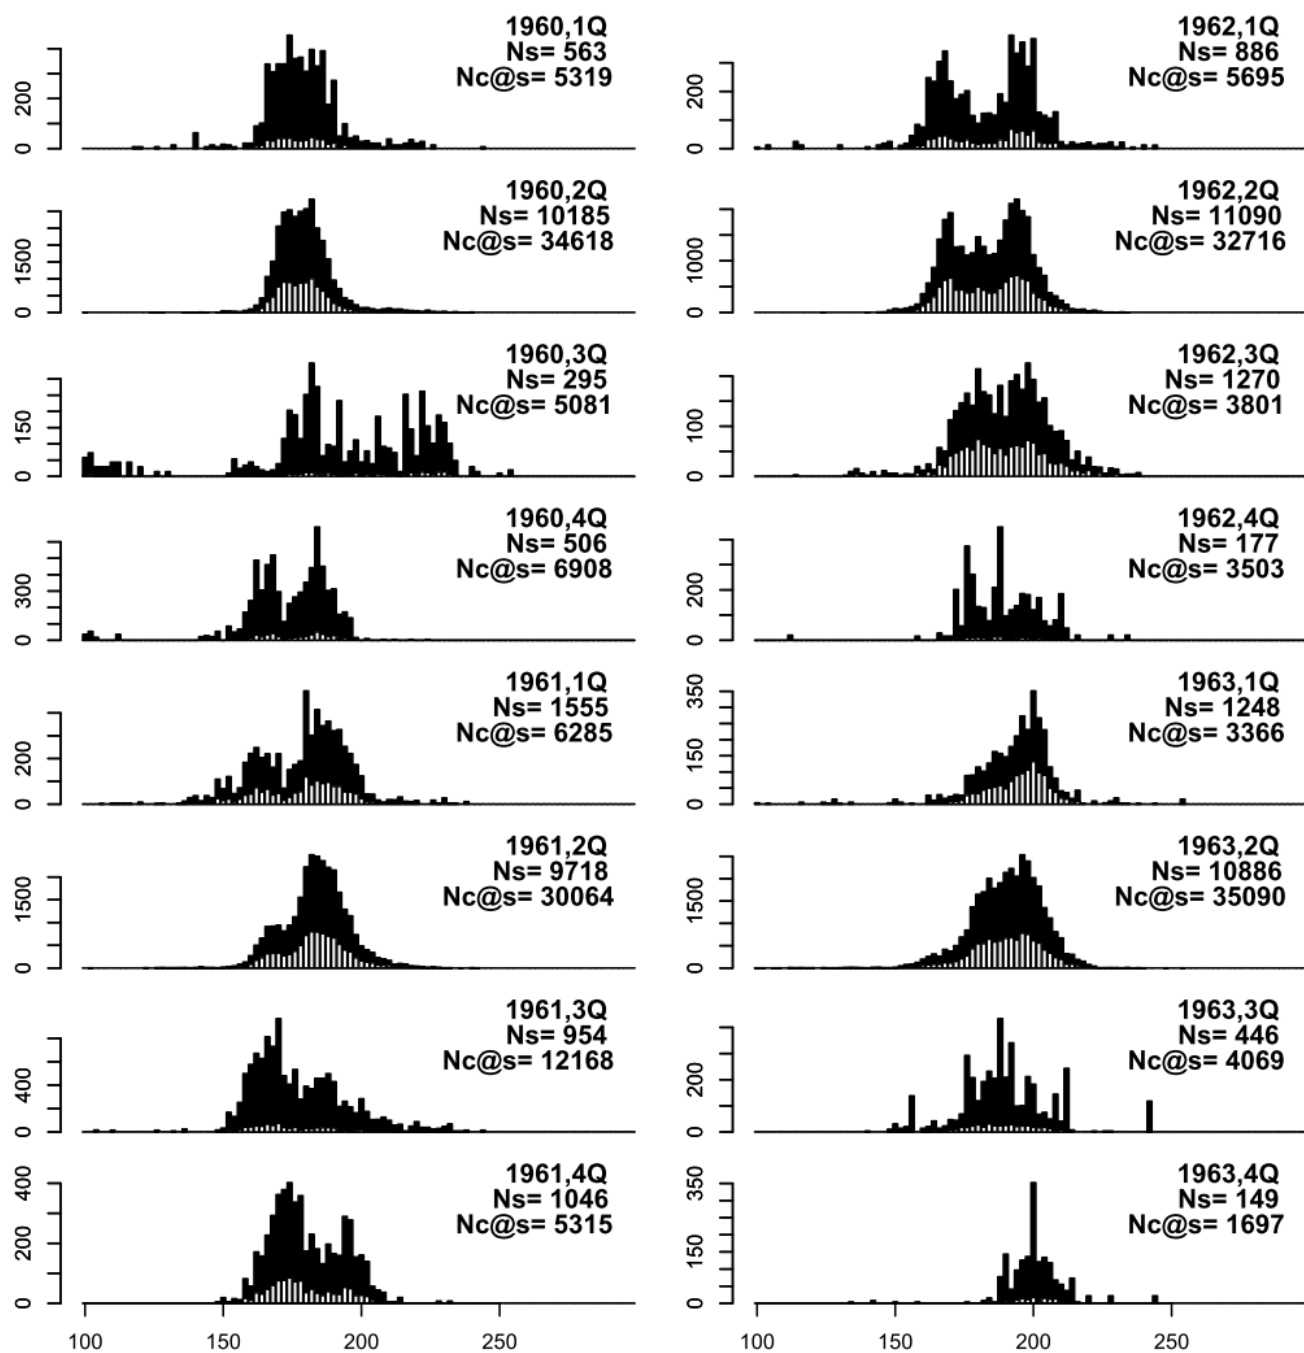 1960,1Q
Ns= 563
Nc@s= 5319
0
200
1960,2Q
Ns= 10185
Nc@s= 34618
0
1500
1960,3Q
Ns= 295
Nc@s= 5081
0
150
1960,4Q
Ns= 506
Nc@s= 6908
0
300
1961,1Q
Ns= 1555
Nc@s= 6285
0
200
1961,2Q
Ns= 9718
Nc@s= 30064
0
1500
1961,3Q
Ns= 954
Nc@s= 12168
0
400
1961,4Q
Ns= 1046
Nc@s= 5315
0
200
400
100 150 200 250
1962,1Q
Ns= 886
Nc@s= 5695
0
200
1962,2Q
Ns= 11090
Nc@s= 32716
0
1000
1962,3Q
Ns= 1270
Nc@s= 3801
0
100
1962,4Q
Ns= 177
Nc@s= 3503
0
200
1963,1Q
Ns= 1248
Nc@s= 3366
0
150
350
1963,2Q
Ns= 10886
Nc@s= 35090
0
1500
1963,3Q
Ns= 446
Nc@s= 4069
0
200
1963,4Q
Ns= 149
Nc@s= 1697
0
150
350
100 150 200 250